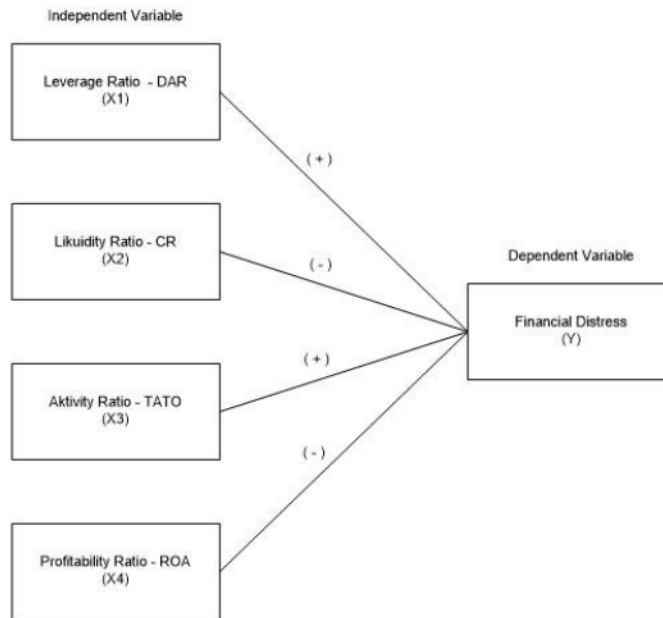 Independent Variable
Leverage Ratio - DAR
(X1)
( + )
Likuidity Ratio - CR
(X2)
( - )
Dependent Variable
Financial Distress
(Y)
( + )
Aktivity Ratio - TATO
(X3)
( - )
Profitability Ratio - ROA
(X4)